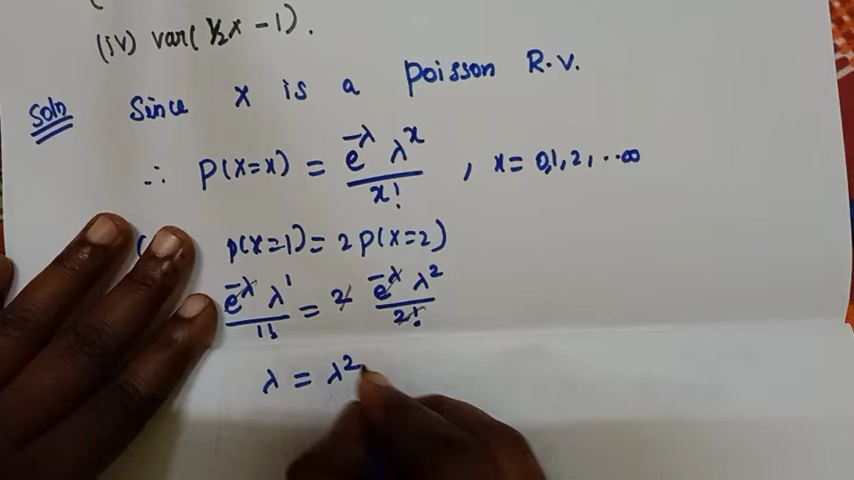 (iv) var(½x - 1).
Soln Since X is a poisson R.V.
∴ P(X=x) = e^-λ λ^x / x! , x = 0,1,2,...∞
( p(X=1) = 2 P(X=2)
e^-λ λ^1 / 1! = 2 e^-λ λ^2 / 2!
λ = λ^2